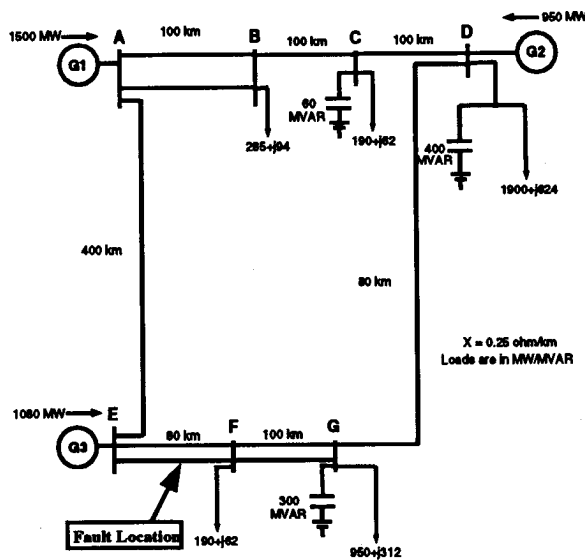 1500 MW
A
100 km
B
100 km
C
100 km
D
950 MW
G1
G2
60
MVAR
285+j94
190+j62
400
MVAR
1900+j624
400 km
80 km
X = 0.25 ohm/km
Loads are in MW/MVAR
1080 MW
E
80 km
F
100 km
G
G3
300
MVAR
Fault Location
190+j62
950+j312